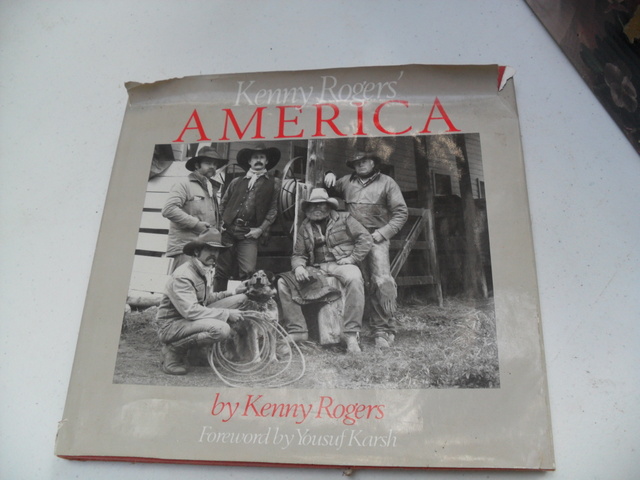 Kenny Rogers'
AMERICA
by Kenny Rogers
Foreword by Yousuf Karsh